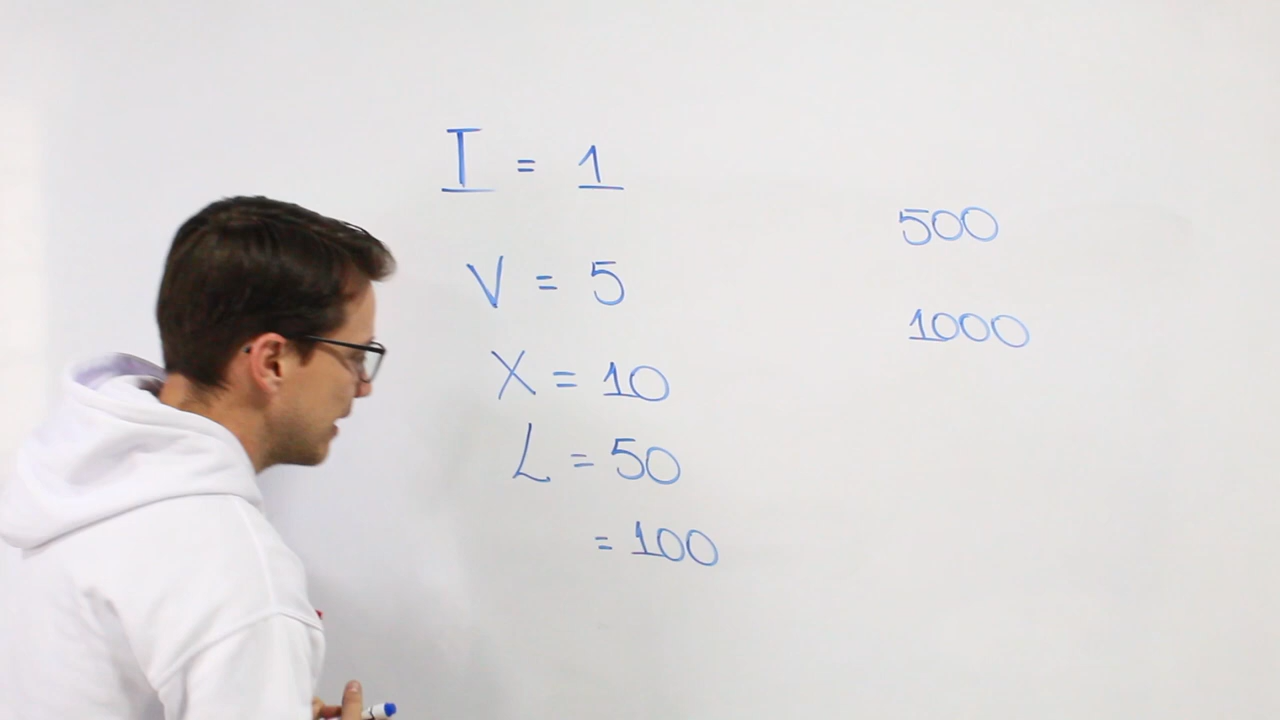 I = 1
V = 5
X = 10
L = 50
= 100
500
1000